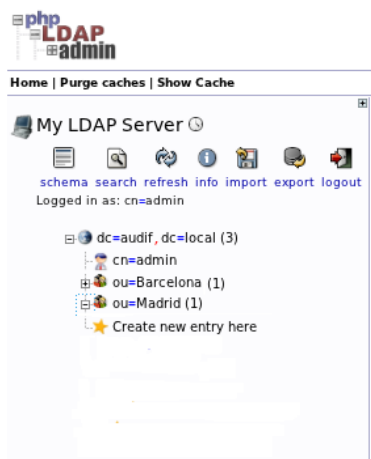 php
LDAP
admin
Home | Purge caches | Show Cache
My LDAP Server
schema search refresh info import export logout
Logged in as: cn=admin
dc=audif, dc=local (3)
cn=admin
ou=Barcelona (1)
ou=Madrid (1)
Create new entry here